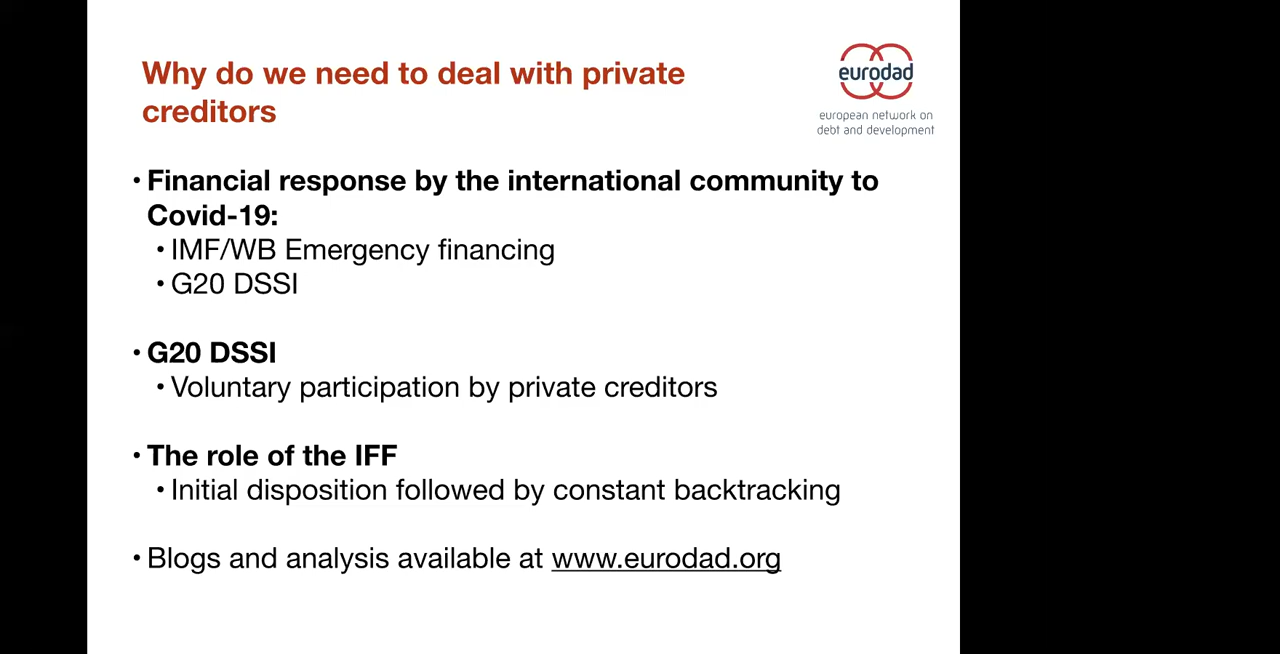 Why do we need to deal with private
creditors
eurodad
european network on
debt and development
• Financial response by the international community to
Covid-19:
• IMF/WB Emergency financing
• G20 DSSI
• G20 DSSI
• Voluntary participation by private creditors
• The role of the IFF
• Initial disposition followed by constant backtracking
• Blogs and analysis available at www.eurodad.org